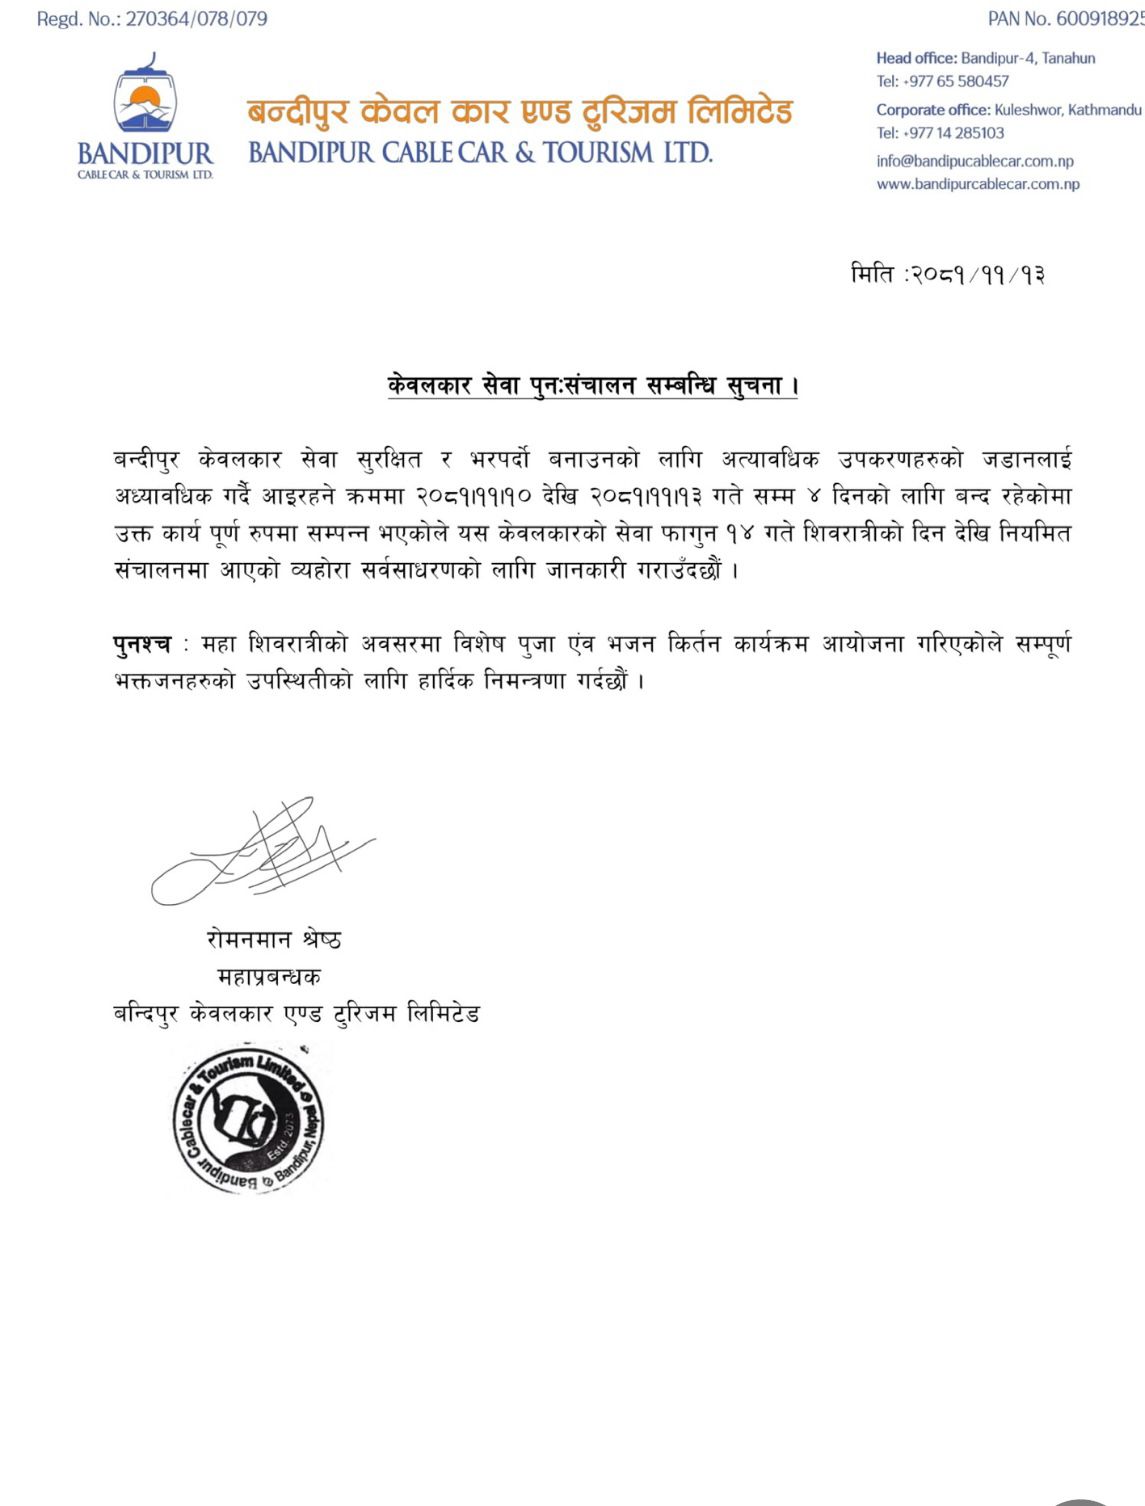 Regd. No.: 270364/078/079
PAN No. 600918925
BANDIPUR
CABLE CAR & TOURISM LTD.
बन्दीपुर केवल कार एण्ड टुरिजम लिमिटेड
BANDIPUR CABLE CAR & TOURISM LTD.
Head office: Bandipur-4, Tanahun
Tel: +977 65 580457
Corporate office: Kuleshwor, Kathmandu
Tel: +977 14 285103
info@bandipucablecar.com.np
www.bandipurcablecar.com.np
मिति :२०८१/११/१३
केवलकार सेवा पुनःसंचालन सम्बन्धि सुचना ।
बन्दीपुर केवलकार सेवा सुरक्षित र भरपर्दो बनाउनको लागि अत्यावधिक उपकरणहरुको जडानलाई
अध्यावधिक गर्दै आइरहने क्रममा २०८१।११।१० देखि २०८१।११।१३ गते सम्म ४ दिनको लागि बन्द रहेकोमा
उक्त कार्य पूर्ण रुपमा सम्पन्न भएकोले यस केवलकारको सेवा फागुन १४ गते शिवरात्रीको दिन देखि नियमित
संचालनमा आएको व्यहोरा सर्वसाधरणको लागि जानकारी गराउँदछौं ।
पुनश्च : महा शिवरात्रीको अवसरमा विशेष पुजा एंव भजन किर्तन कार्यक्रम आयोजना गरिएकोले सम्पूर्ण
भक्तजनहरुको उपस्थितीको लागि हार्दिक निमन्त्रणा गर्दछौं ।
रोमनमान श्रेष्ठ
महाप्रबन्धक
बन्दिपुर केवलकार एण्ड टुरिजम लिमिटेड
Bandipur Cablecar & Tourism Limited
Bandipur, Nepal
Estd. 2073